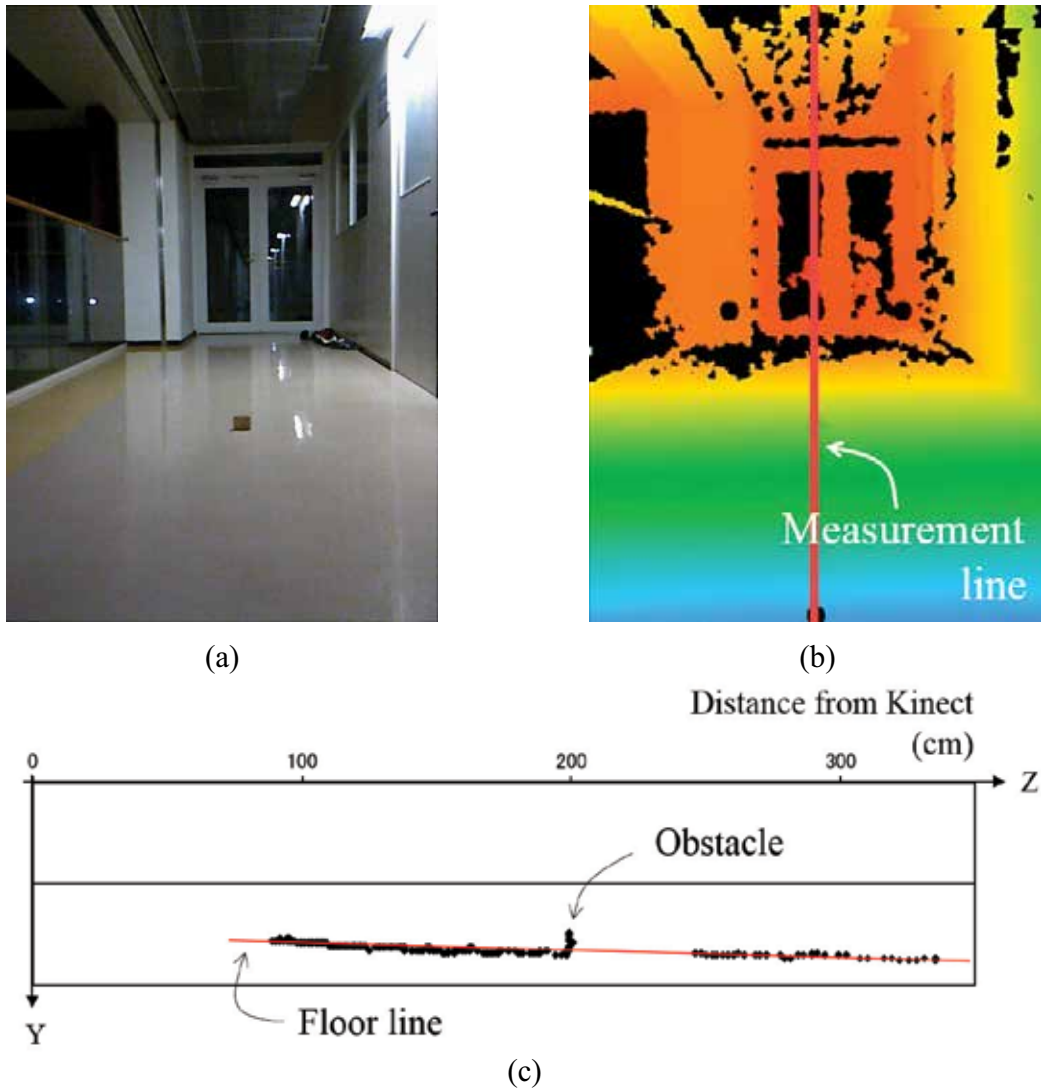 (a)
(b)
Measurement
line
Distance from Kinect
(cm)
0 100 200 300
Z
Obstacle
Floor line
Y
(c)